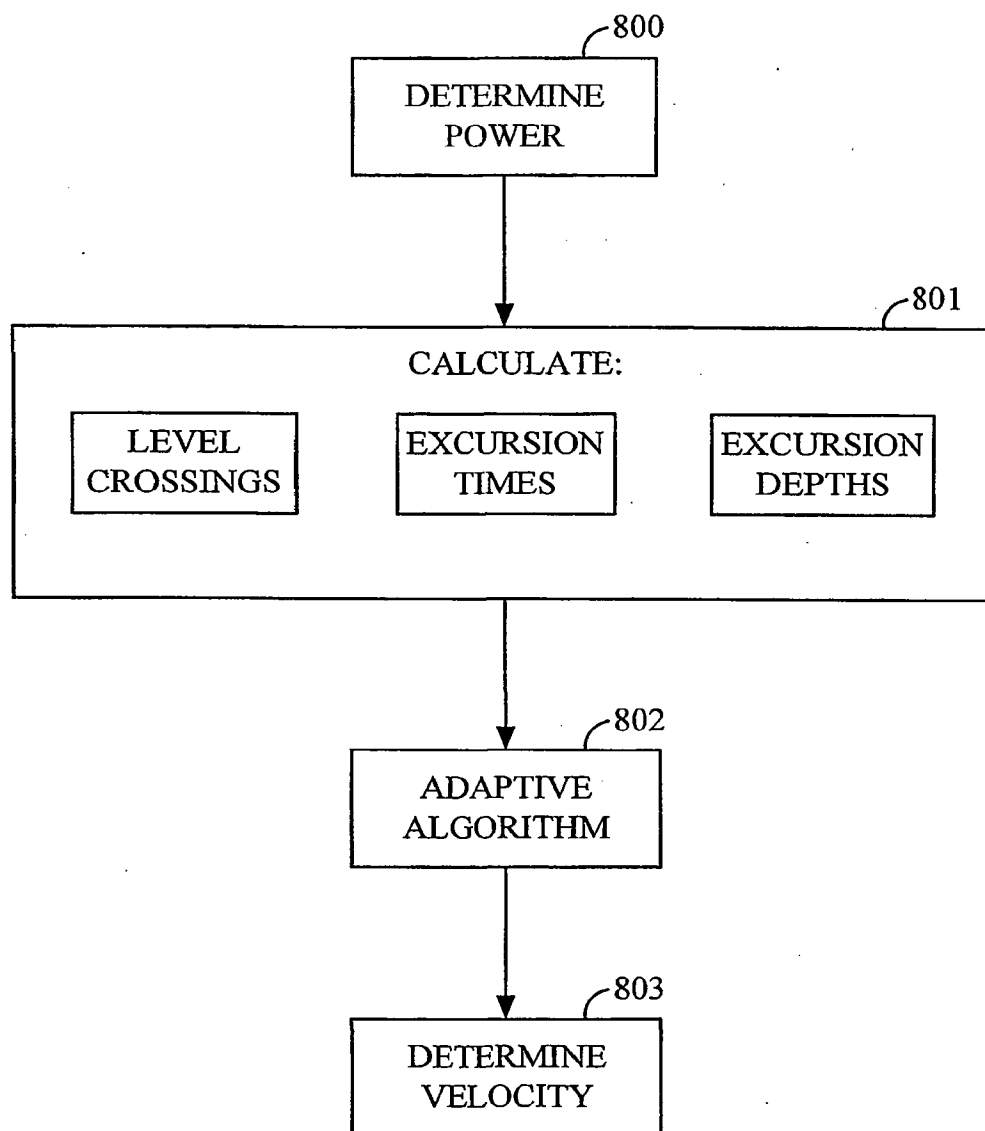 800
DETERMINE
POWER
801
CALCULATE:
LEVEL
CROSSINGS
EXCURSION
TIMES
EXCURSION
DEPTHS
802
ADAPTIVE
ALGORITHM
803
DETERMINE
VELOCITY